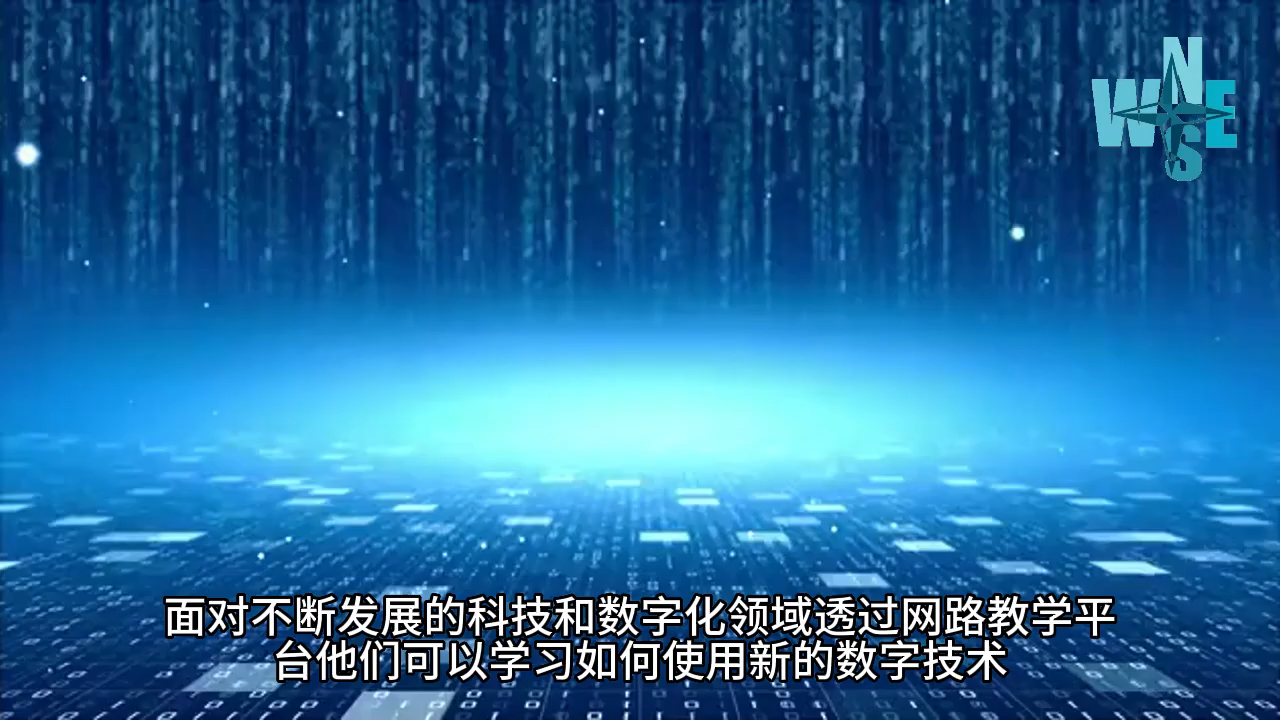 N
W E
S
面对不断发展的科技和数字化领域透过网路教学平
台他们可以学习如何使用新的数字技术